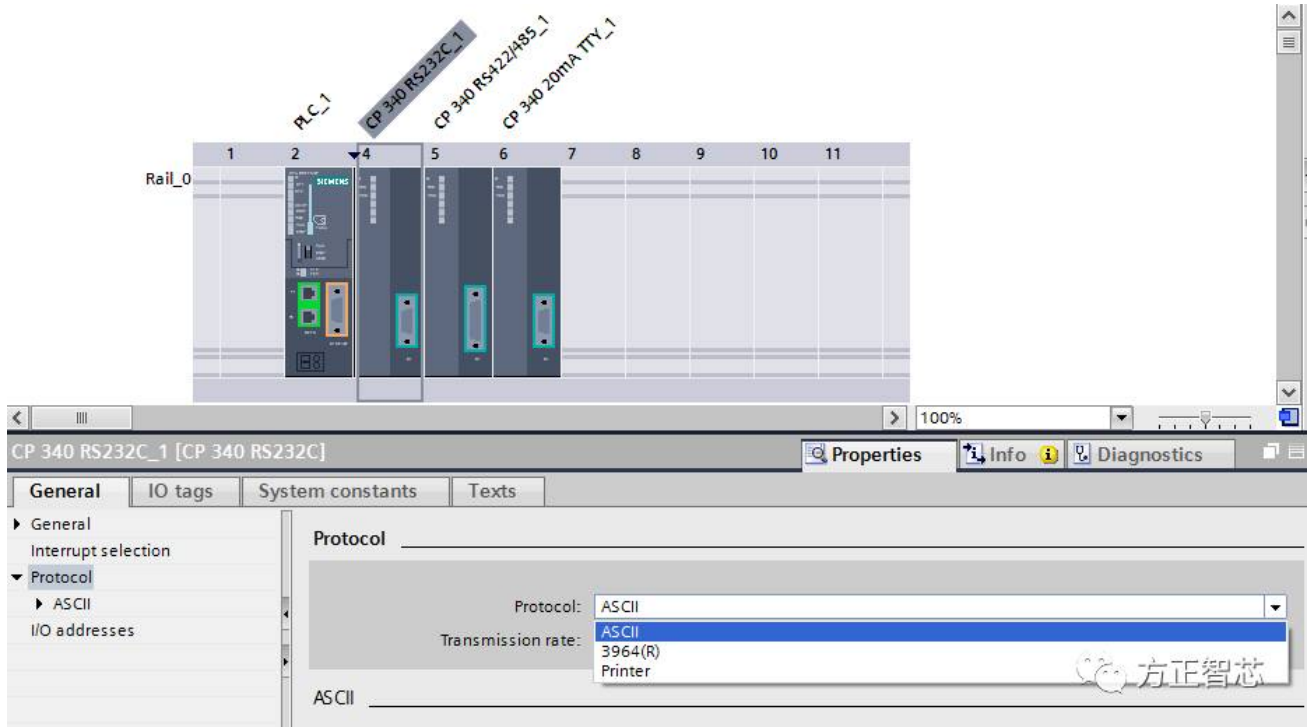 PLC_1
CP 340 RS232C_1
CP 340 RS422/485_1
CP 340 20mA TTY_1
1 2 4 5 6 7 8 9 10 11
Rail_0
SIEMENS
100%
CP 340 RS232C_1 [CP 340 RS232C]
Properties Info Diagnostics
General IO tags System constants Texts
General
Interrupt selection
Protocol
ASCII
I/O addresses
Protocol
Protocol: ASCII
Transmission rate:
ASCII
3964(R)
Printer
方正智芯
ASCII